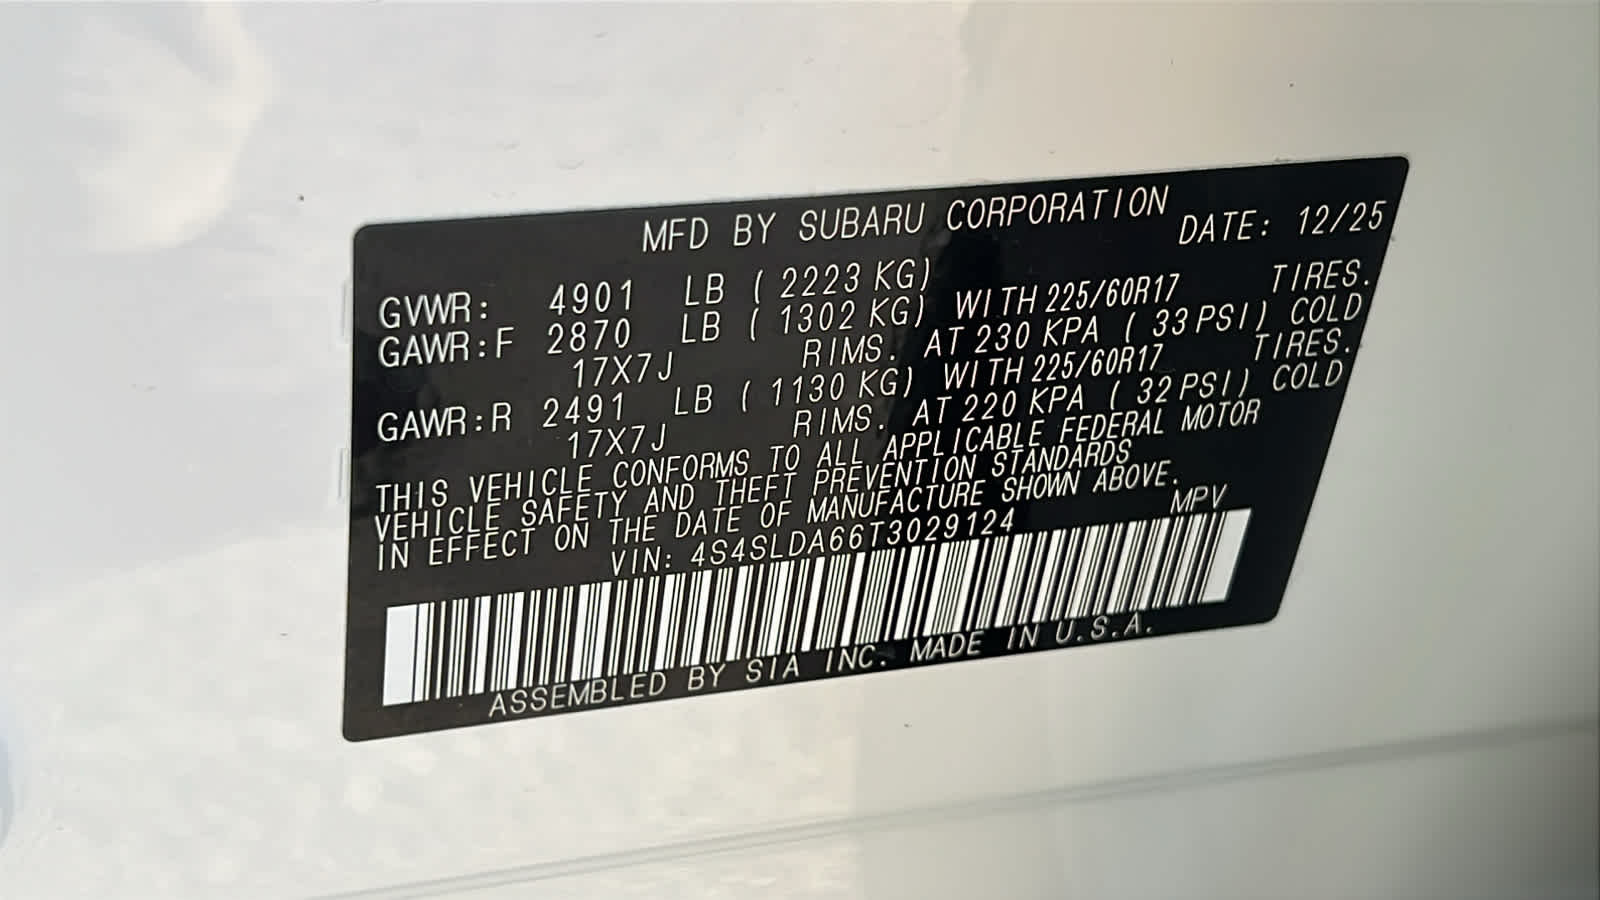 MFD BY SUBARU CORPORATION DATE: 12/25
GVWR: 4901 LB ( 2223 KG)
GAWR:F 2870 LB ( 1302 KG) WITH 225/60R17 TIRES.
17X7J RIMS. AT 230 KPA ( 33 PSI) COLD
GAWR:R 2491 LB ( 1130 KG) WITH 225/60R17 TIRES.
17X7J RIMS. AT 220 KPA ( 32 PSI) COLD
THIS VEHICLE CONFORMS TO ALL APPLICABLE FEDERAL MOTOR
VEHICLE SAFETY AND THEFT PREVENTION STANDARDS
IN EFFECT ON THE DATE OF MANUFACTURE SHOWN ABOVE.
VIN: 4S4SLDA66T3029124 MPV
ASSEMBLED BY SIA INC. MADE IN U.S.A.